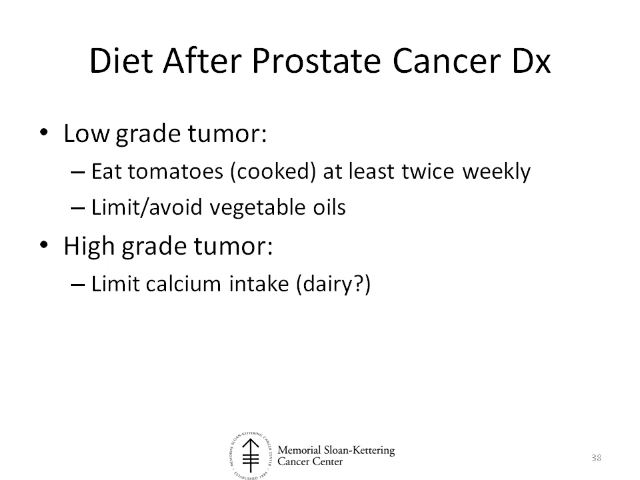 Diet After Prostate Cancer Dx
• Low grade tumor:
– Eat tomatoes (cooked) at least twice weekly
– Limit/avoid vegetable oils
• High grade tumor:
– Limit calcium intake (dairy?)
Memorial Sloan-Kettering
Cancer Center
38